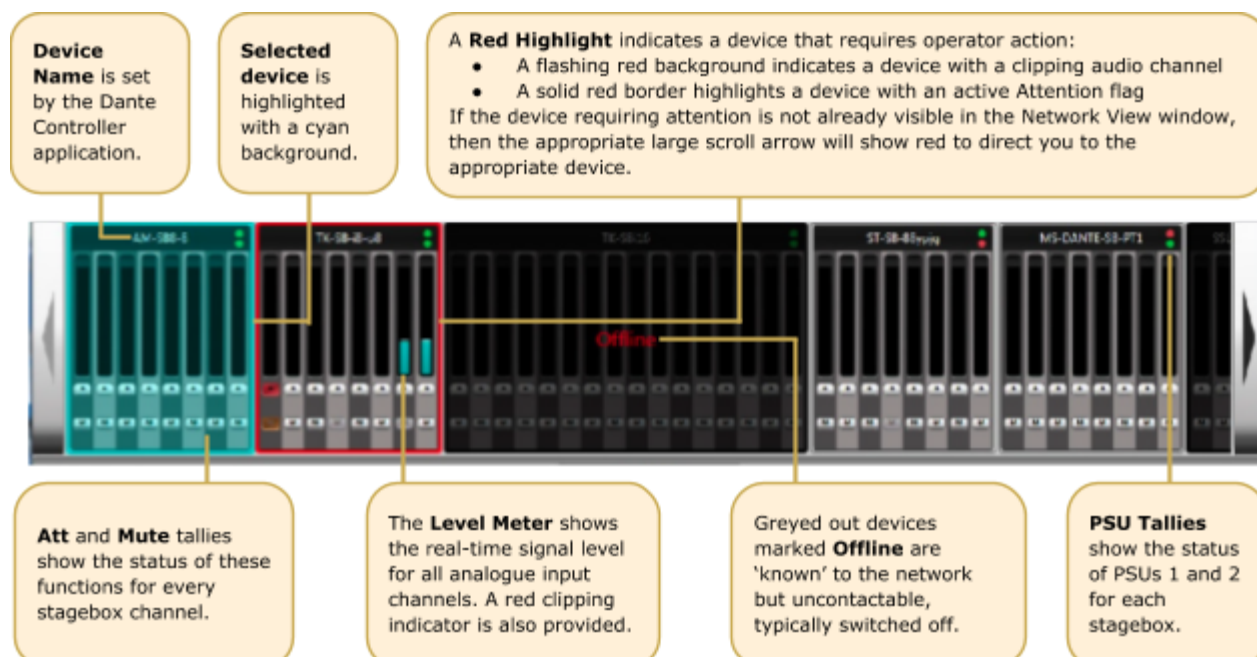 Device
Name is set
by the Dante
Controller
application.
Selected
device is
highlighted
with a cyan
background.
A Red Highlight indicates a device that requires operator action:
● A flashing red background indicates a device with a clipping audio channel
● A solid red border highlights a device with an active Attention flag
If the device requiring attention is not already visible in the Network View window,
then the appropriate large scroll arrow will show red to direct you to the
appropriate device.
MS-DANTE-SB-PT1
Offline
Att and Mute tallies
show the status of these
functions for every
stagebox channel.
The Level Meter shows
the real-time signal level
for all analogue input
channels. A red clipping
indicator is also provided.
Greyed out devices
marked Offline are
‘known’ to the network
but uncontactable,
typically switched off.
PSU Tallies
show the status
of PSUs 1 and 2
for each
stagebox.